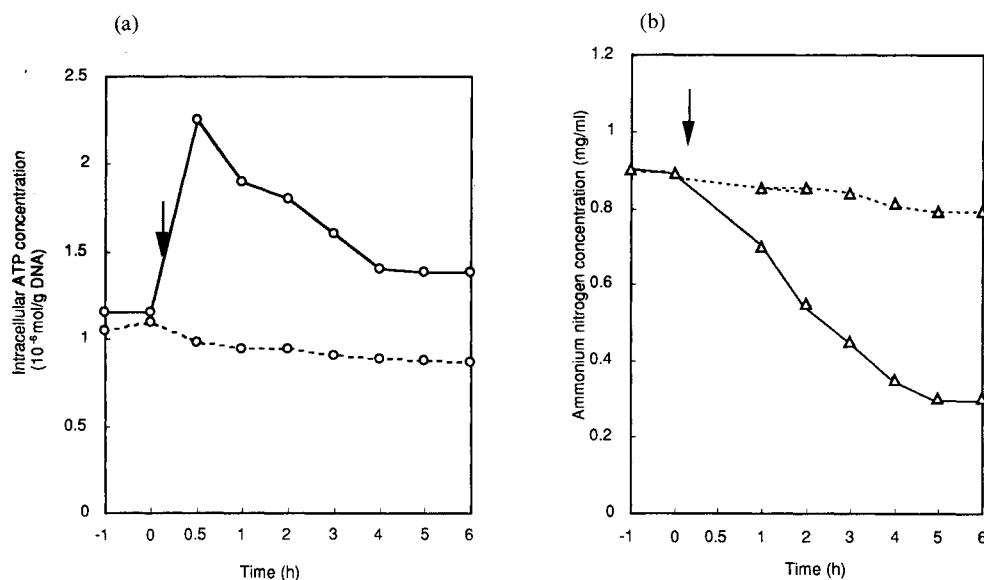 (a)
2.5
2
1.5
1
0.5
0
Intracellular ATP concentration
(10⁻⁶ mol/g DNA)
-1 0 0.5 1 2 3 4 5 6
Time (h)
(b)
1.2
1
0.8
0.6
0.4
0.2
0
Ammonium nitrogen concentration (mg/ml)
-1 0 0.5 1 2 3 4 5 6
Time (h)